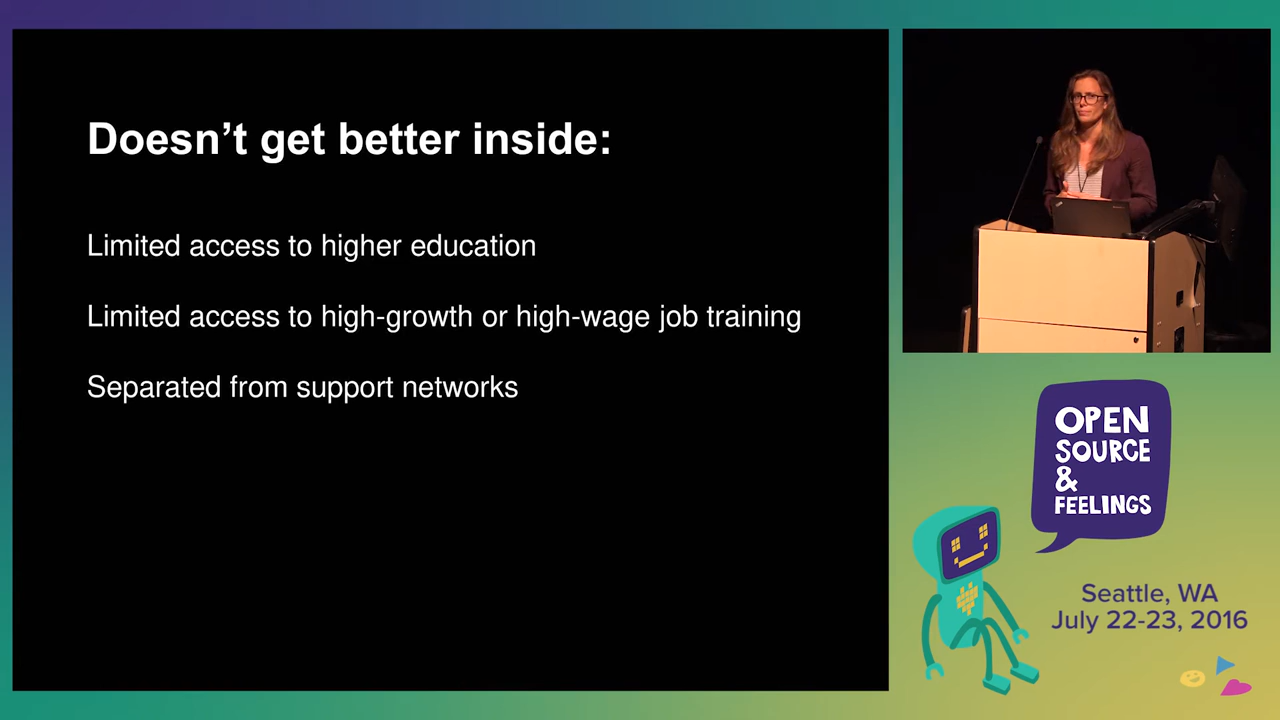 Doesn’t get better inside:
Limited access to higher education
Limited access to high-growth or high-wage job training
Separated from support networks
OPEN
SOURCE
&
FEELINGS
Seattle, WA
July 22-23, 2016